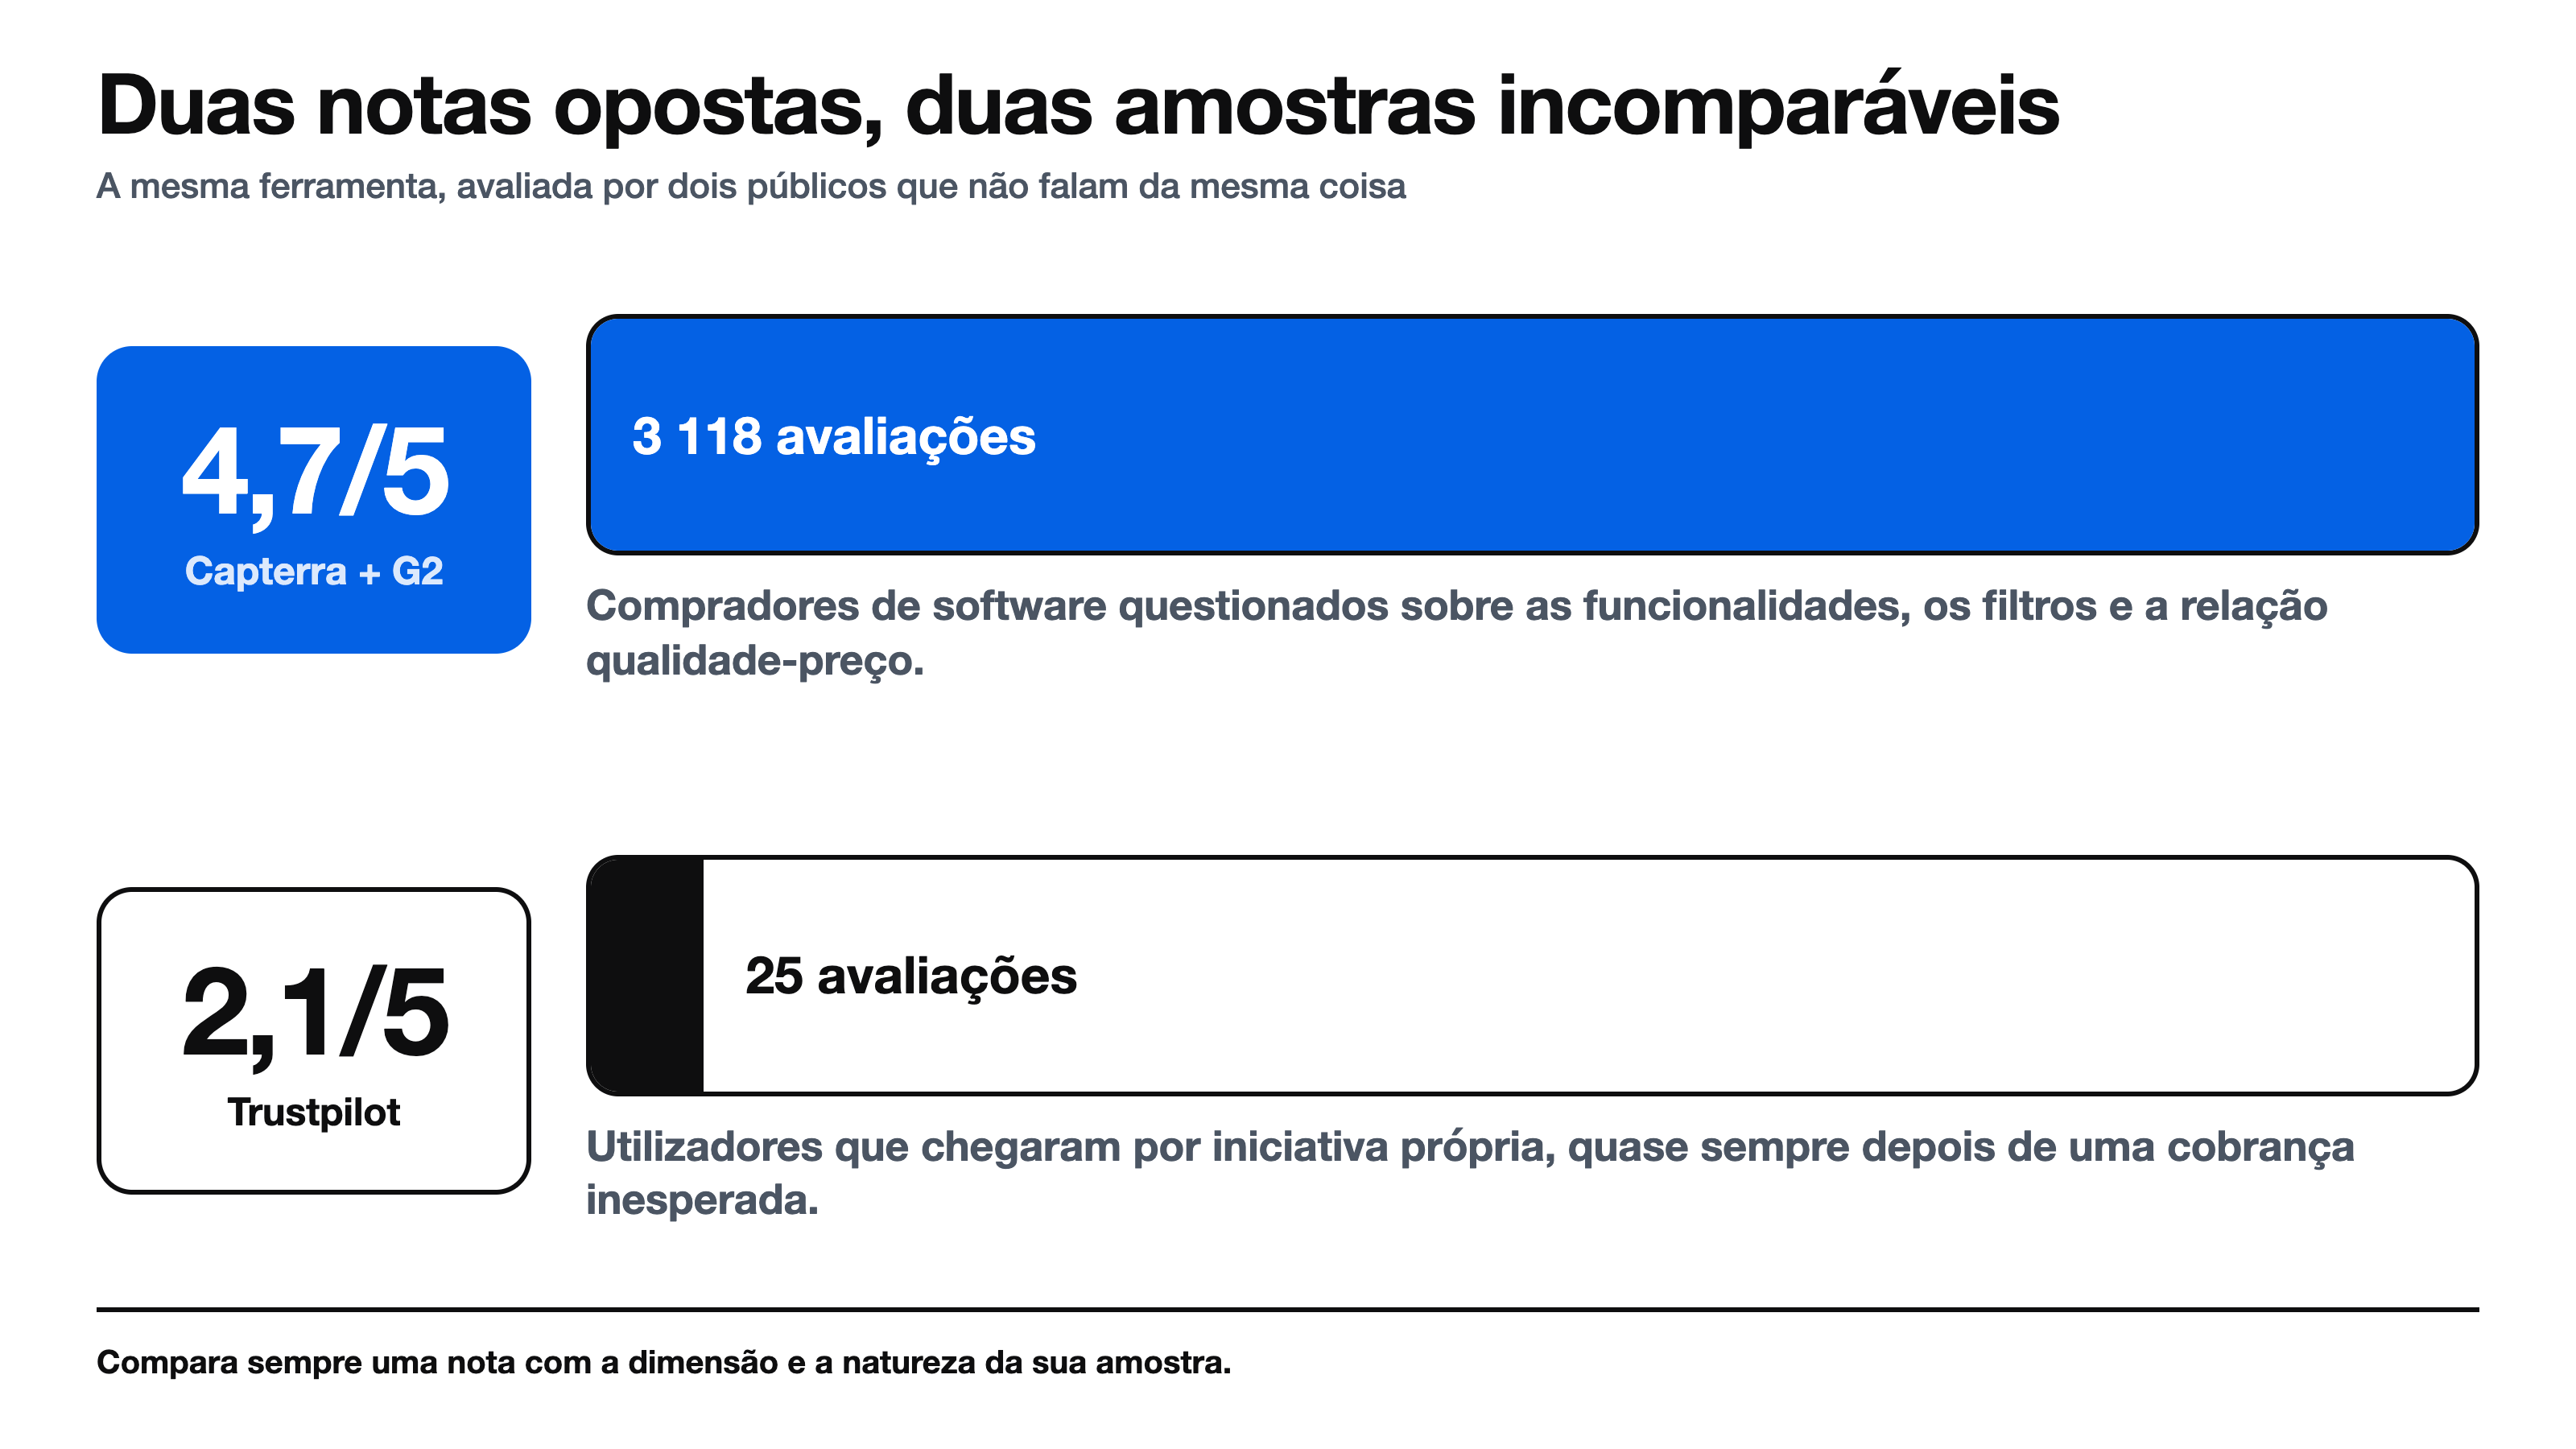 Duas notas opostas, duas amostras incomparáveis
A mesma ferramenta, avaliada por dois públicos que não falam da mesma coisa
4,7/5
Capterra + G2
3 118 avaliações
Compradores de software questionados sobre as funcionalidades, os filtros e a relação
qualidade-preço.
2,1/5
Trustpilot
25 avaliações
Utilizadores que chegaram por iniciativa própria, quase sempre depois de uma cobrança
inesperada.
Compara sempre uma nota com a dimensão e a natureza da sua amostra.